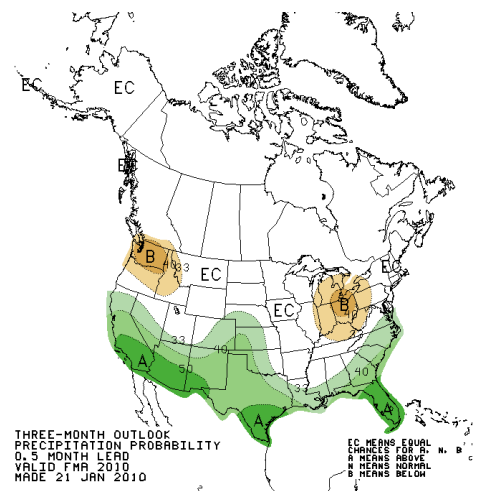 EC
EC
EC
B
40
33
EC
EC
EC
B
33
A
50
40
33
40
A
A
THREE-MONTH OUTLOOK
PRECIPITATION PROBABILITY
0.5 MONTH LEAD
VALID FMA 2010
MADE 21 JAN 2010
EC MEANS EQUAL
CHANCES FOR A, N, B
A MEANS ABOVE
N MEANS NORMAL
B MEANS BELOW